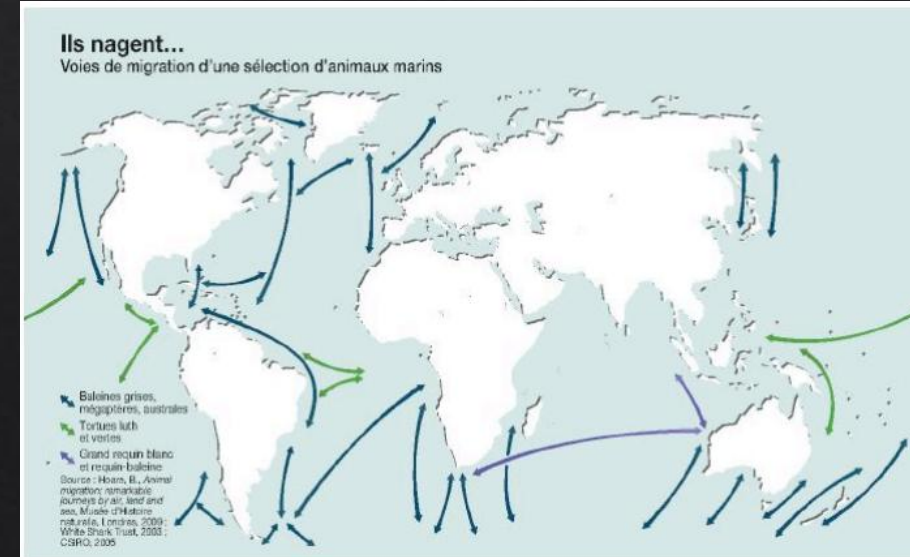 Ils nagent...
Voies de migration d'une sélection d'animaux marins
Baleines grises,
mégaptères, australes
Tortues luth
et vertes
Grand requin blanc
et requin-baleine
Source : Hoare, B., Animal
migration: remarkable
journeys by air, land and
sea, Musée d'Histoire
naturelle, Londres, 2009 ;
White Shark Trust, 2003 ;
CSIRO, 2005